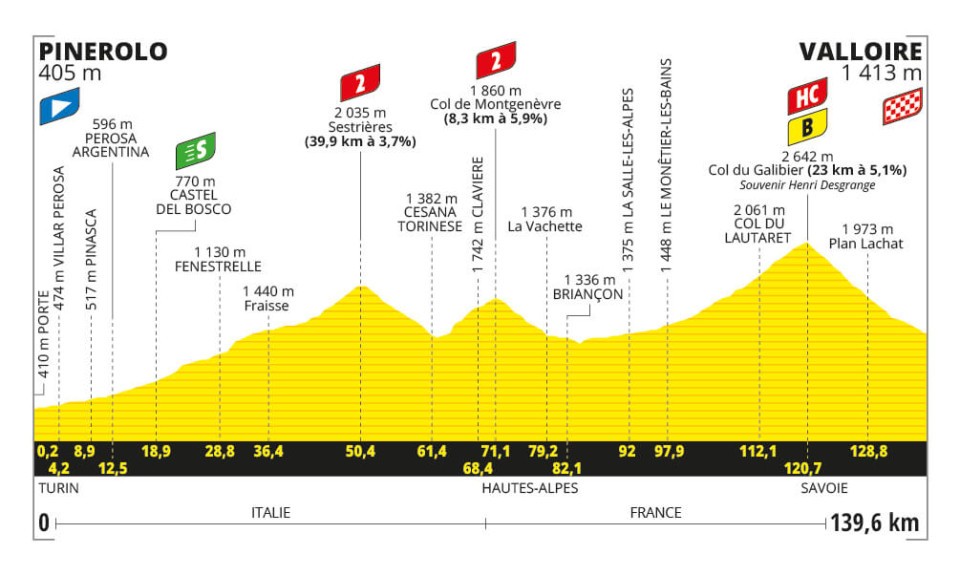 PINEROLO
405 m
VALLOIRE
1 413 m
410 m PORTE
474 m VILLAR PEROSA
517 m PINASCA
596 m
PEROSA
ARGENTINA
S
770 m
CASTEL
DEL BOSCO
1 130 m
FENESTRELLE
1 440 m
Fraisse
2
2 035 m
Sestrières
(39,9 km à 3,7%)
1 382 m
CESANA
TORINESE
1 742 m CLAVIERE
2
1 860 m
Col de Montgenèvre
(8,3 km à 5,9%)
1 376 m
La Vachette
1 336 m
BRIANÇON
1 375 m LA SALLE-LES-ALPES
1 448 m LE MONÊTIER-LES-BAINS
2 061 m
COL DU
LAUTARET
HC
B
2 642 m
Col du Galibier (23 km à 5,1%)
Souvenir Henri Desgrange
1 973 m
Plan Lachat
0,2 8,9 18,9 28,8 36,4 50,4 61,4 71,1 79,2 92 97,9 112,1 128,8
4,2 12,5 68,4 82,1 120,7
TURIN HAUTES-ALPES SAVOIE
ITALIE FRANCE
0 139,6 km